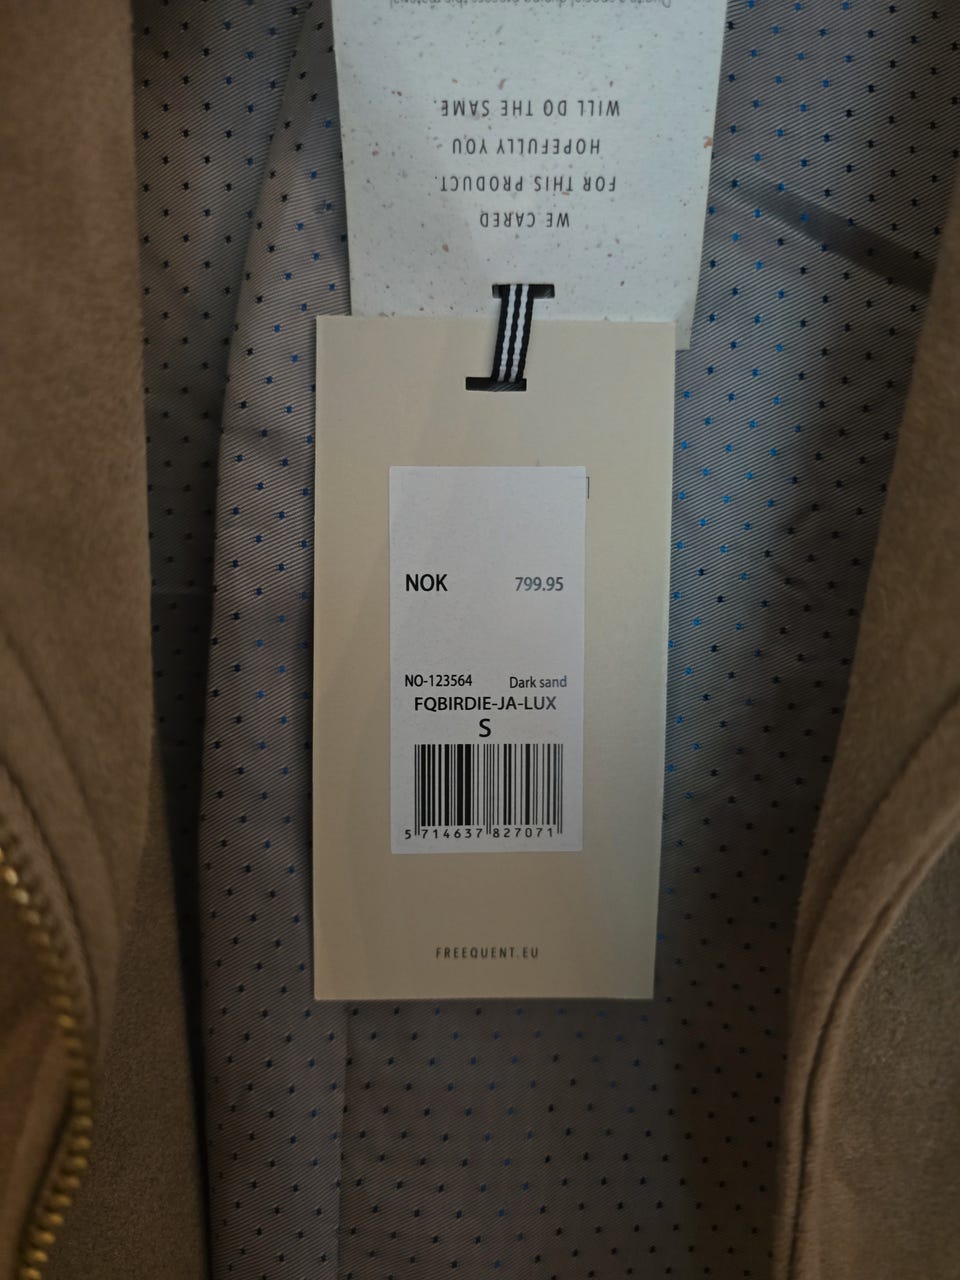 WE CARED
FOR THIS PRODUCT.
HOPEFULLY YOU
WILL DO THE SAME.
NOK 799.95
NO-123564 Dark sand
FQBIRDIE-JA-LUX
S
5 714637 827071
FREEQUENT.EU